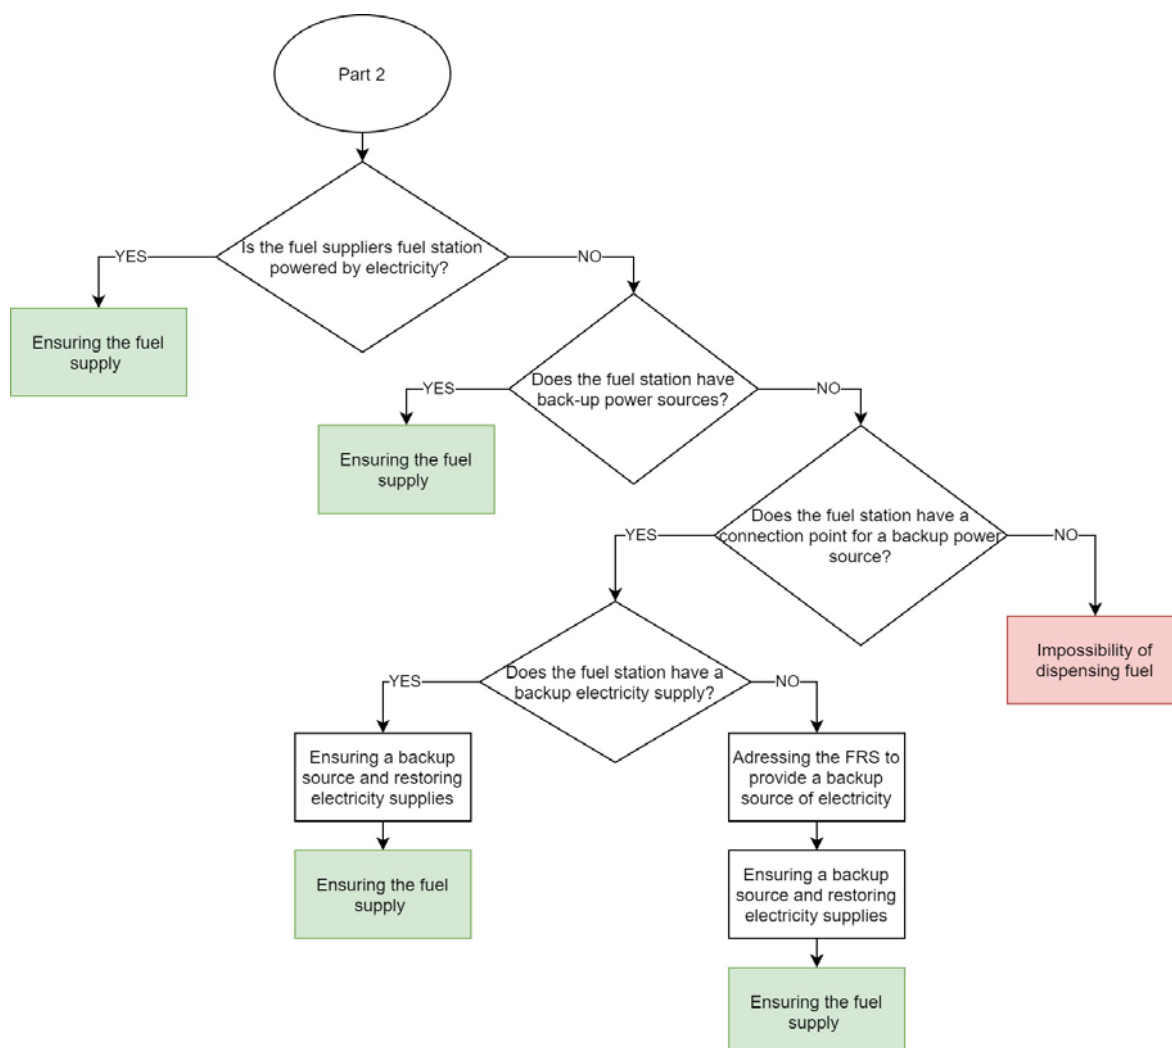 Part 2
Is the fuel suppliers fuel station
powered by electricity?
YES
NO
Ensuring the fuel
supply
Does the fuel station have
back-up power sources?
YES
NO
Ensuring the fuel
supply
Does the fuel station have a
connection point for a backup power
source?
YES
NO
Impossibility of
dispensing fuel
Does the fuel station have a
backup electricity supply?
YES
NO
Ensuring a backup
source and restoring
electricity supplies
Adressing the FRS to
provide a backup
source of electricity
Ensuring the fuel
supply
Ensuring a backup
source and restoring
electricity supplies
Ensuring the fuel
supply